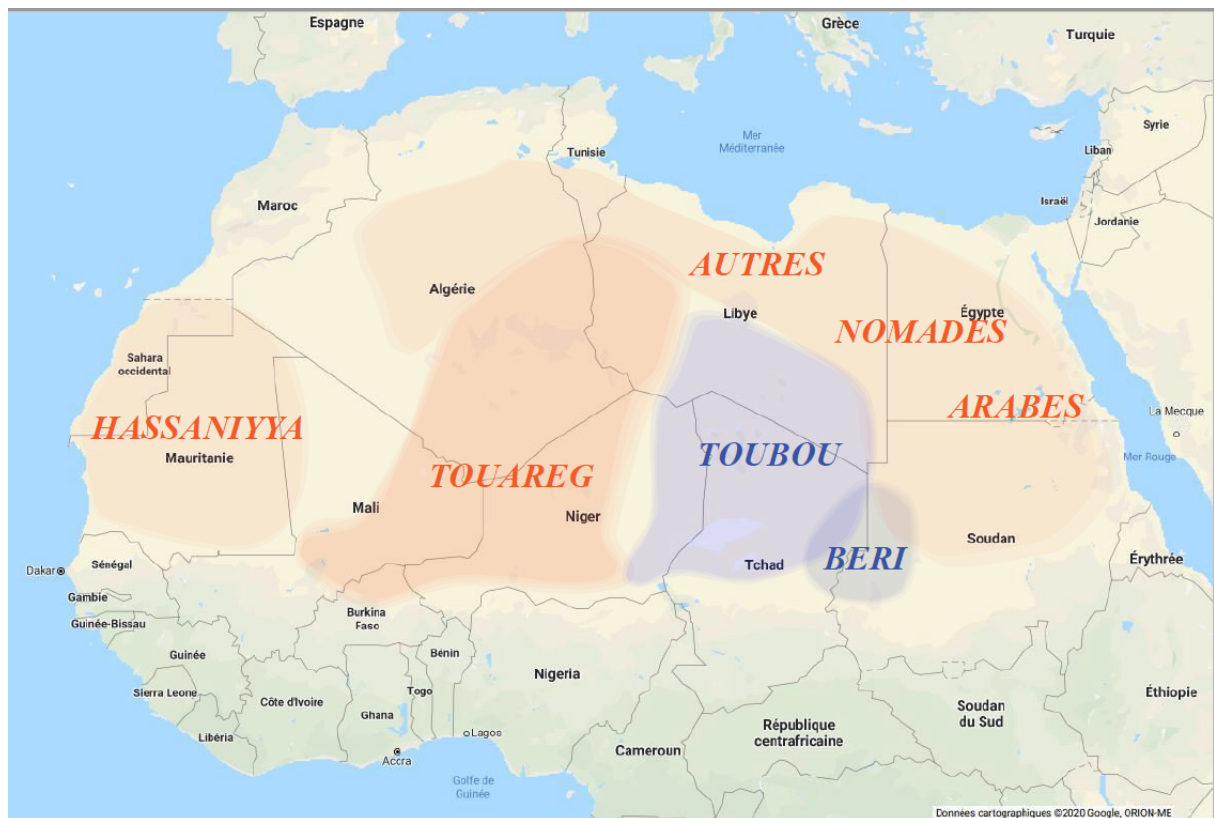 Espagne
Grèce
Turquie
Syrie
Mer
Méditerranée
Liban
Tunisie
Israël
Maroc
Jordanie
AUTRES
Algérie
Libye
Égypte
NOMADES
Sahara
occidental
ARABES
La Mecque
HASSANIYYA
Mauritanie
TOUBOU
Mer Rouge
TOUAREG
Mali
Niger
Soudan
Dakar
Sénégal
Tchad
BERI
Érythrée
Gambie
Burkina
Faso
Guinée-Bissau
Guinée
Bénin
Nigeria
Sierra Leone
Côte d'Ivoire
Togo
Ghana
Éthiopie
Soudan
du Sud
Libéria
Lagos
République
centrafricaine
Cameroun
Accra
Golfe de
Guinée
Données cartographiques ©2020 Google, ORION-ME